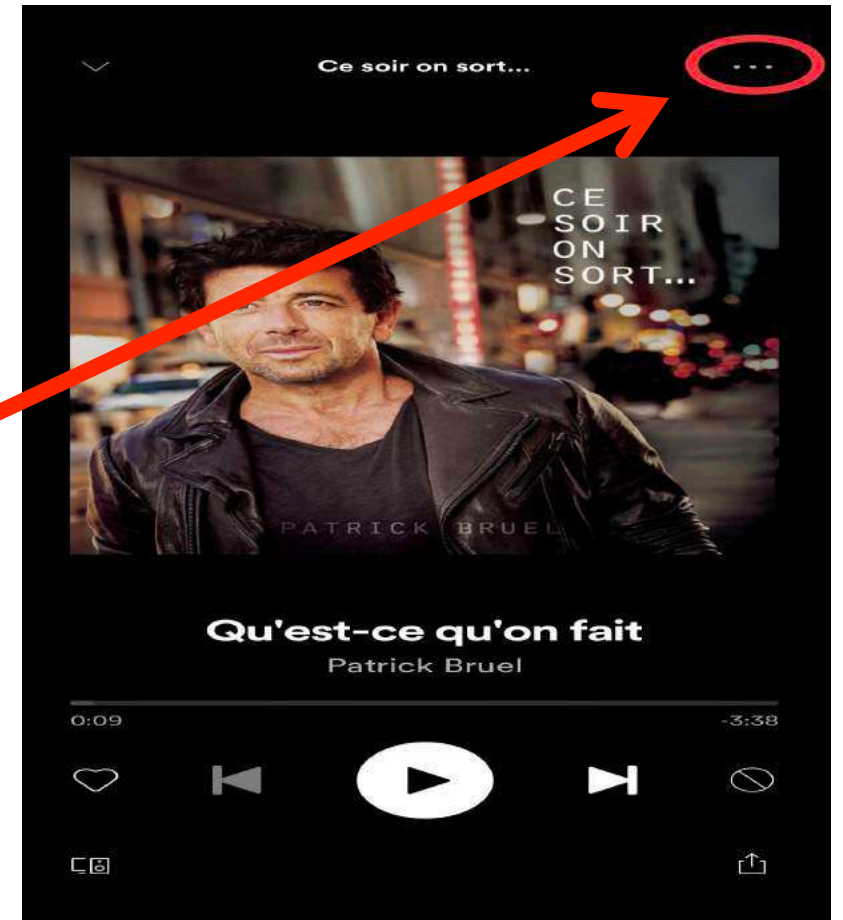 Ce soir on sort...
CE
SOIR
ON
SORT...
PATRICK BRUEL
Qu'est-ce qu'on fait
Patrick Bruel
0:09
-3:38